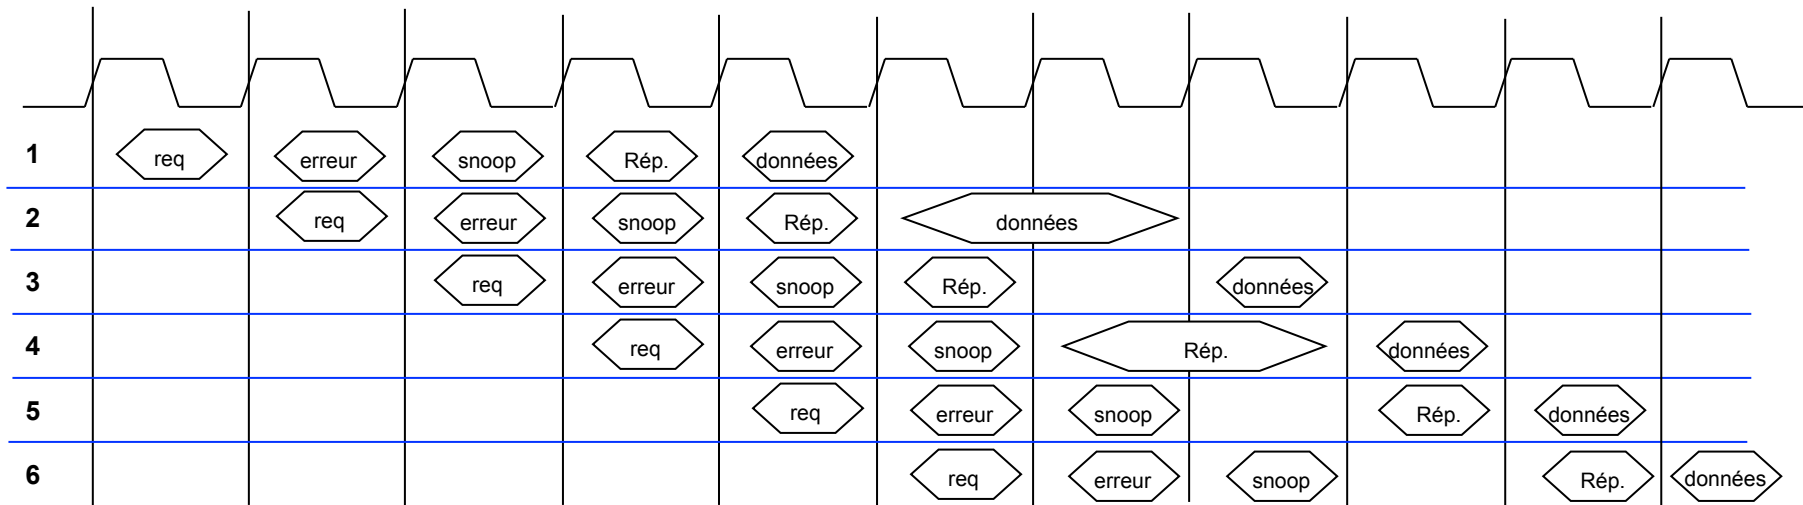 1 req erreur snoop Rép. données
2 req erreur snoop Rép. données
3 req erreur snoop Rép. données
4 req erreur snoop Rép. données
5 req erreur snoop Rép. données
6 req erreur snoop Rép. données